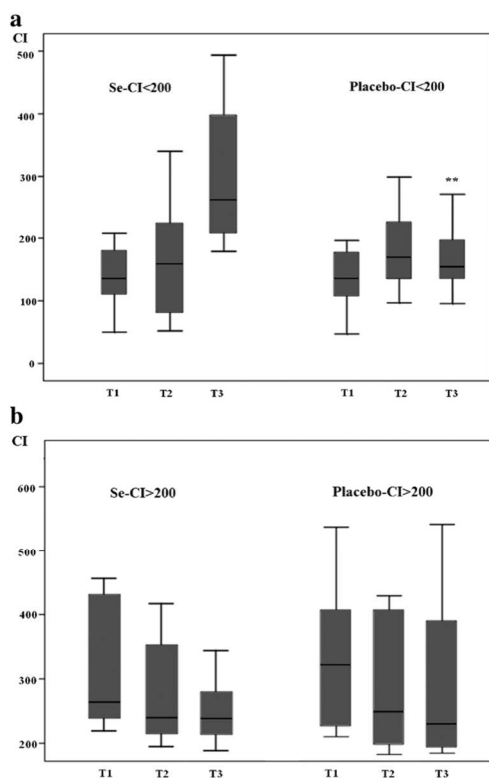 a
CI
500
Se-CI<200 Placebo-CI<200
400
300
**
200
100
0
T1 T2 T3 T1 T2 T3
b
CI
600
Se-CI>200 Placebo-CI>200
500
400
300
200
T1 T2 T3 T1 T2 T3